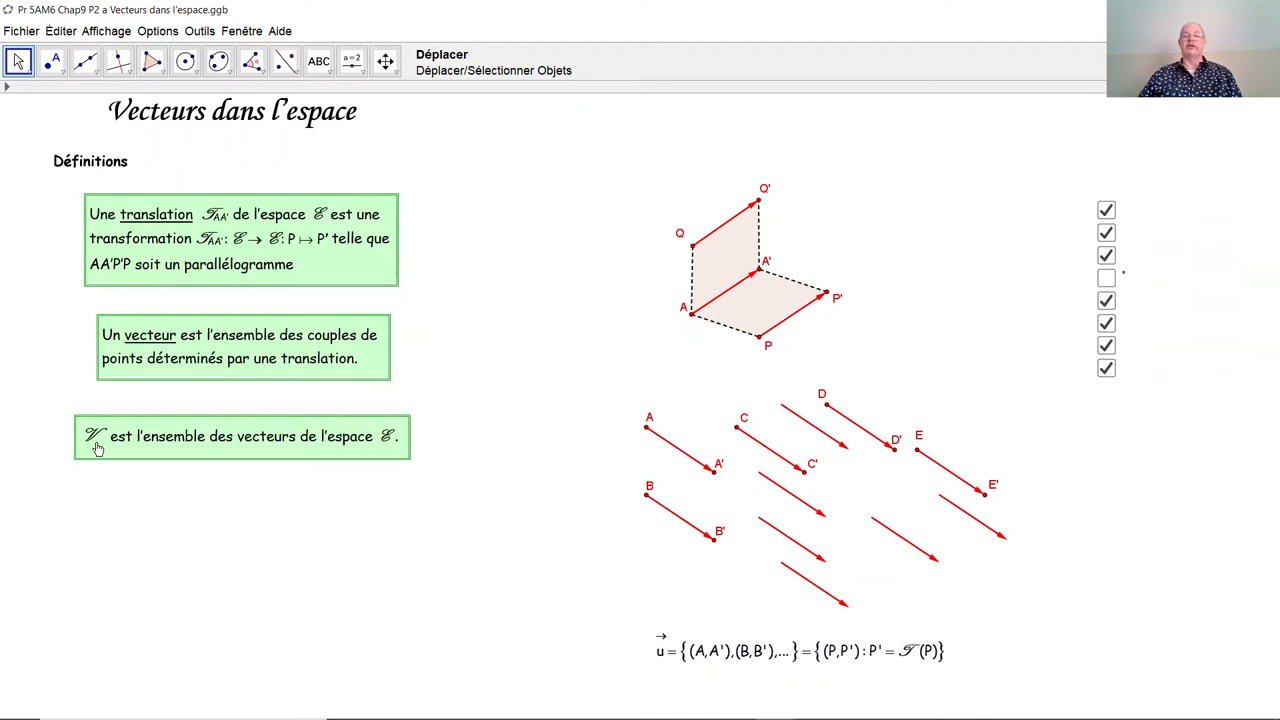 Pr 5AM6 Chap9 P2 a Vecteurs dans l'espace.ggb
Fichier Éditer Affichage Options Outils Fenêtre Aide
A ABC a=2
Déplacer
Déplacer/Sélectionner Objets
Vecteurs dans l'espace
Définitions
Une translation 𝒯AA' de l'espace ℰ est une
transformation 𝒯AA' : ℰ → ℰ : P ↦ P' telle que
AA'P'P soit un parallélogramme
Un vecteur est l'ensemble des couples de
points déterminés par une translation.
𝒱 est l'ensemble des vecteurs de l'espace ℰ.
Q'
Q
A'
A
P'
P
*
D
A C E
D'
A' C'
B E'
B'
→
u = {(A,A'),(B,B'),...} = {(P,P') : P' = 𝒯(P)}